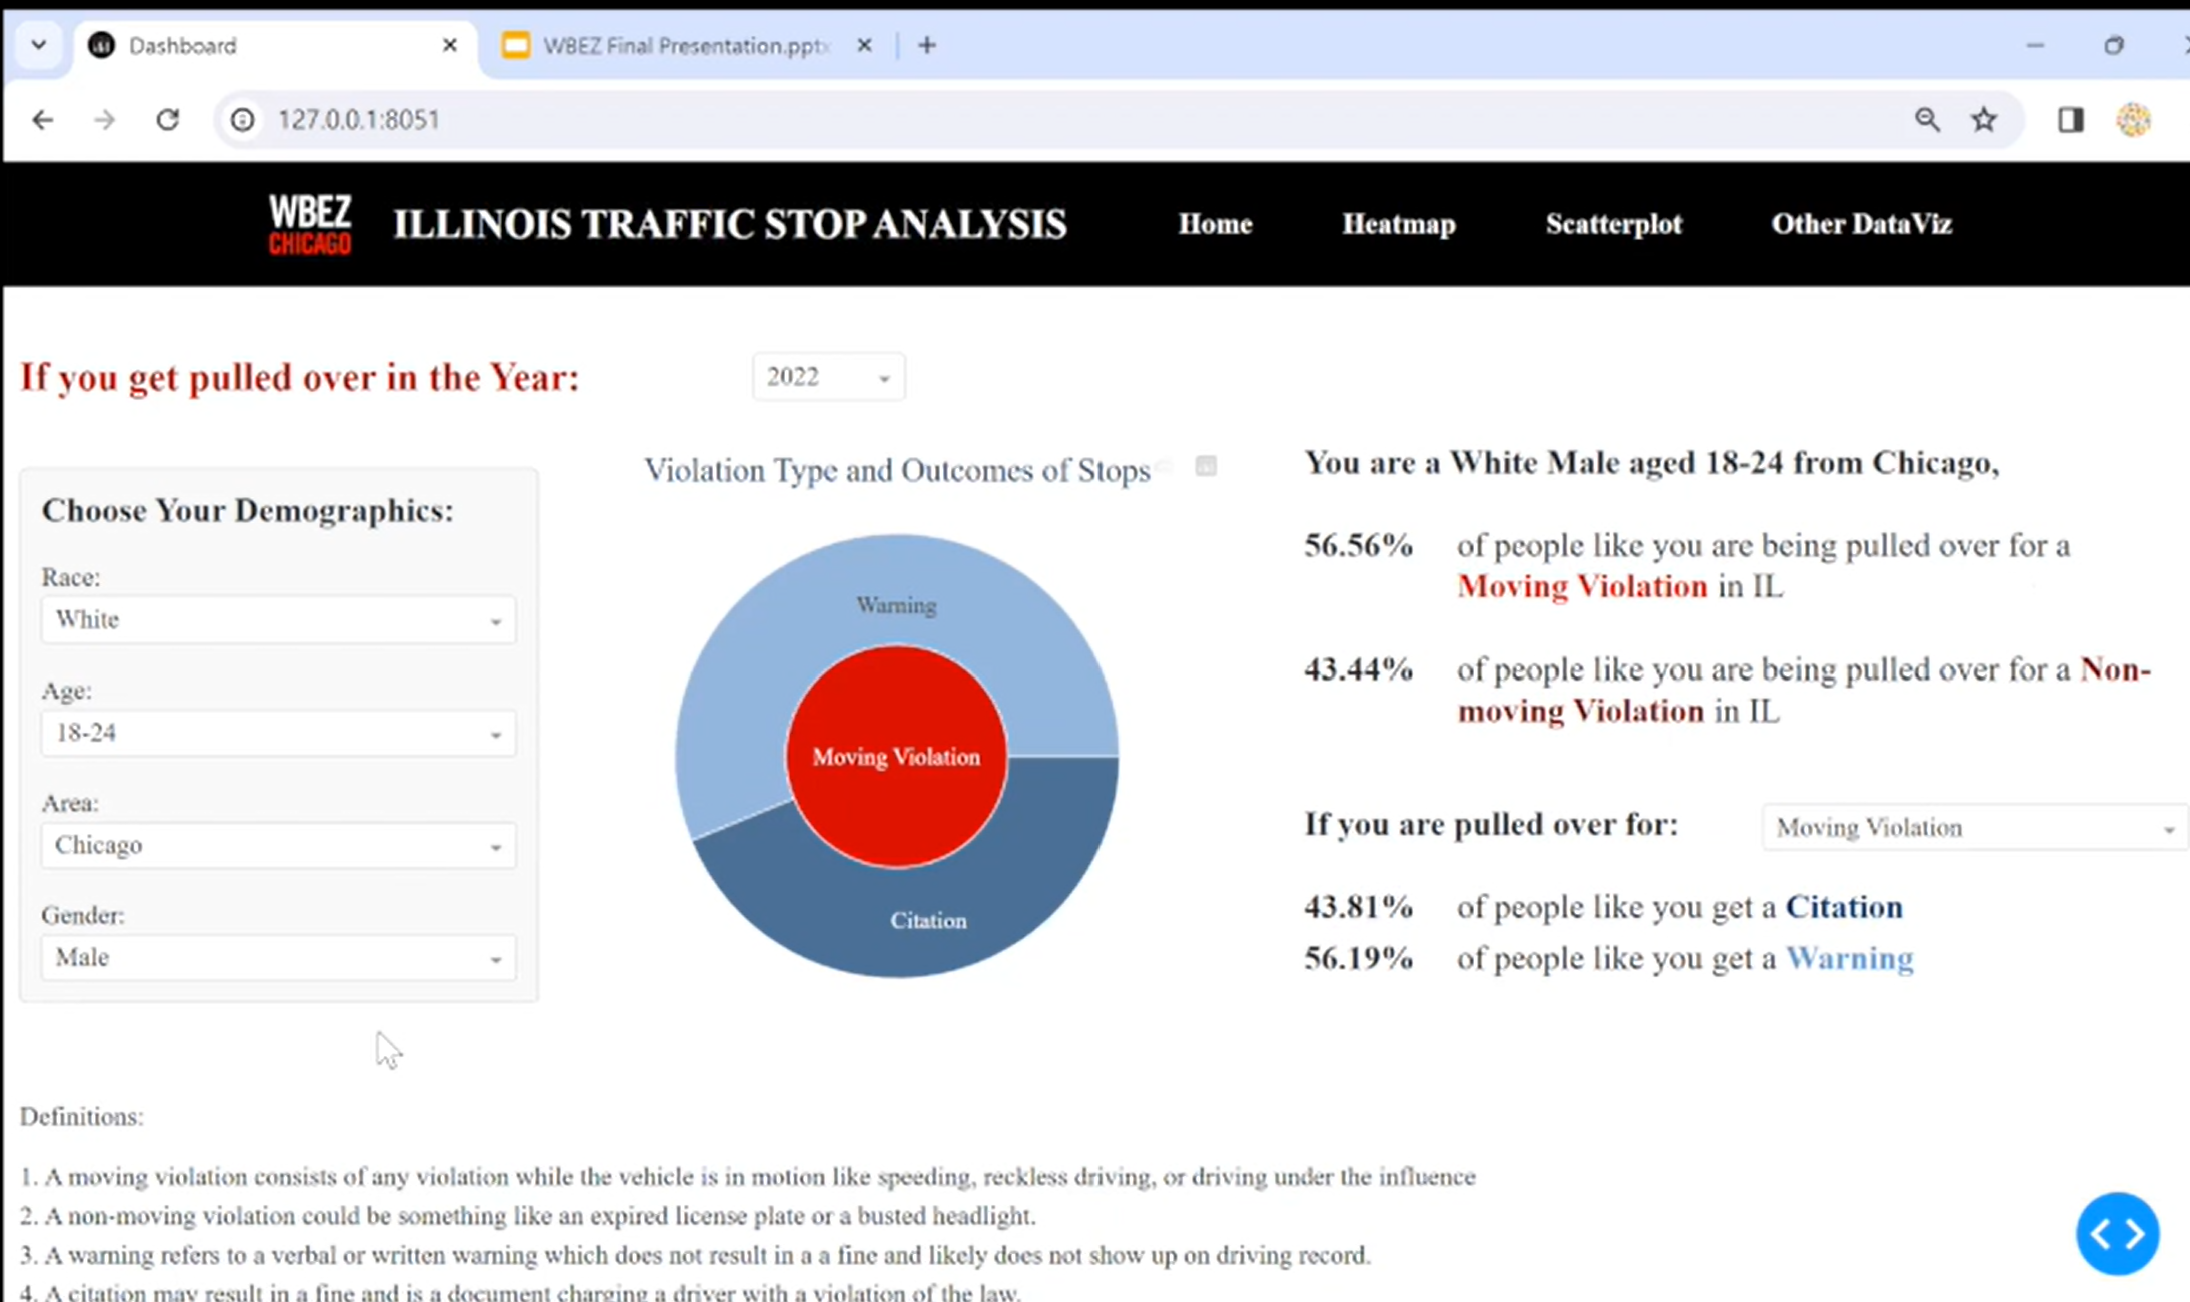 Dashboard
WBEZ Final Presentation.pptx
127.0.0.1:8051
WBEZ
CHICAGO
ILLINOIS TRAFFIC STOP ANALYSIS
Home
Heatmap
Scatterplot
Other DataViz
If you get pulled over in the Year:
2022
Choose Your Demographics:
Race:
White
Age:
18-24
Area:
Chicago
Gender:
Male
Violation Type and Outcomes of Stops
Warning
Moving Violation
Citation
You are a White Male aged 18-24 from Chicago,
56.56% of people like you are being pulled over for a
Moving Violation in IL
43.44% of people like you are being pulled over for a Non-
moving Violation in IL
If you are pulled over for: Moving Violation
43.81% of people like you get a Citation
56.19% of people like you get a Warning
Definitions:
1. A moving violation consists of any violation while the vehicle is in motion like speeding, reckless driving, or driving under the influence
2. A non-moving violation could be something like an expired license plate or a busted headlight.
3. A warning refers to a verbal or written warning which does not result in a a fine and likely does not show up on driving record.
4. A citation may result in a fine and is a document charging a driver with a violation of the law.